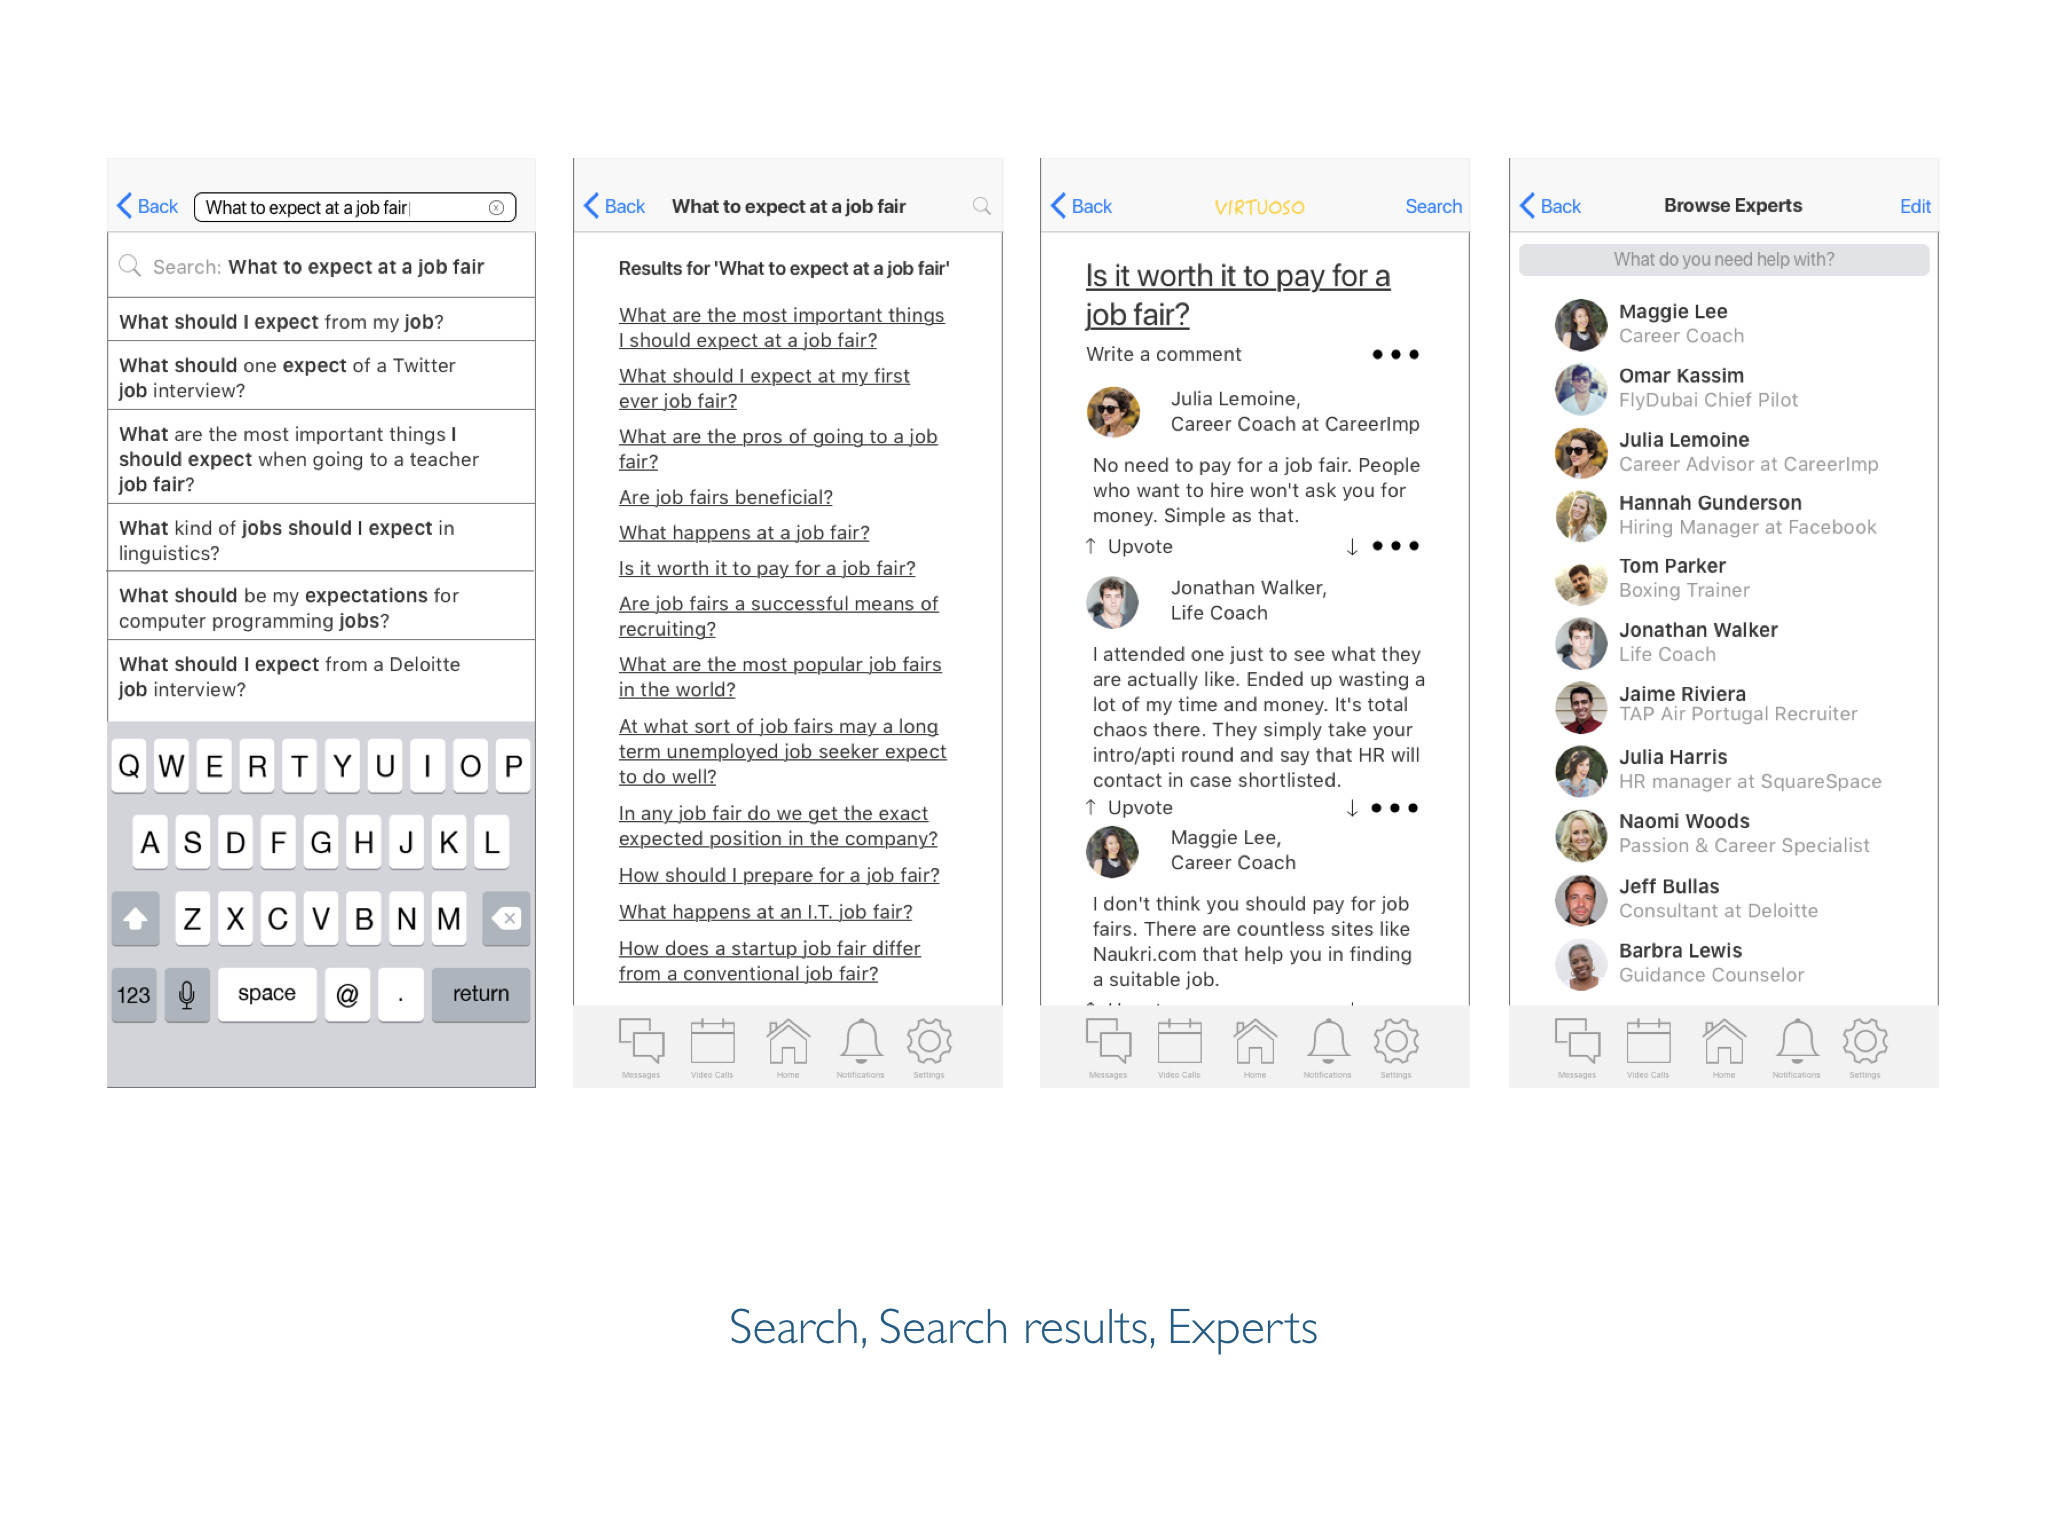 Back
What to expect at a job fair
Search: What to expect at a job fair
What should I expect from my job?
What should one expect of a Twitter
job interview?
What are the most important things I
should expect when going to a teacher
job fair?
What kind of jobs should I expect in
linguistics?
What should be my expectations for
computer programming jobs?
What should I expect from a Deloitte
job interview?
Q W E R T Y U I O P
A S D F G H J K L
Z X C V B N M
123 space @ . return
Back
What to expect at a job fair
Results for 'What to expect at a job fair'
What are the most important things
I should expect at a job fair?
What should I expect at my first
ever job fair?
What are the pros of going to a job
fair?
Are job fairs beneficial?
What happens at a job fair?
Is it worth it to pay for a job fair?
Are job fairs a successful means of
recruiting?
What are the most popular job fairs
in the world?
At what sort of job fairs may a long
term unemployed job seeker expect
to do well?
In any job fair do we get the exact
expected position in the company?
How should I prepare for a job fair?
What happens at an I.T. job fair?
How does a startup job fair differ
from a conventional job fair?
Messages Video Calls Home Notifications Settings
Back
VIRTUOSO
Search
Is it worth it to pay for a
job fair?
Write a comment
Julia Lemoine,
Career Coach at CareerImp
No need to pay for a job fair. People
who want to hire won't ask you for
money. Simple as that.
↑ Upvote ↓
Jonathan Walker,
Life Coach
I attended one just to see what they
are actually like. Ended up wasting a
lot of my time and money. It's total
chaos there. They simply take your
intro/apti round and say that HR will
contact in case shortlisted.
↑ Upvote ↓
Maggie Lee,
Career Coach
I don't think you should pay for job
fairs. There are countless sites like
Naukri.com that help you in finding
a suitable job.
Messages Video Calls Home Notifications Settings
Back
Browse Experts
Edit
What do you need help with?
Maggie Lee
Career Coach
Omar Kassim
FlyDubai Chief Pilot
Julia Lemoine
Career Advisor at CareerImp
Hannah Gunderson
Hiring Manager at Facebook
Tom Parker
Boxing Trainer
Jonathan Walker
Life Coach
Jaime Riviera
TAP Air Portugal Recruiter
Julia Harris
HR manager at SquareSpace
Naomi Woods
Passion & Career Specialist
Jeff Bullas
Consultant at Deloitte
Barbra Lewis
Guidance Counselor
Messages Video Calls Home Notifications Settings
Search, Search results, Experts